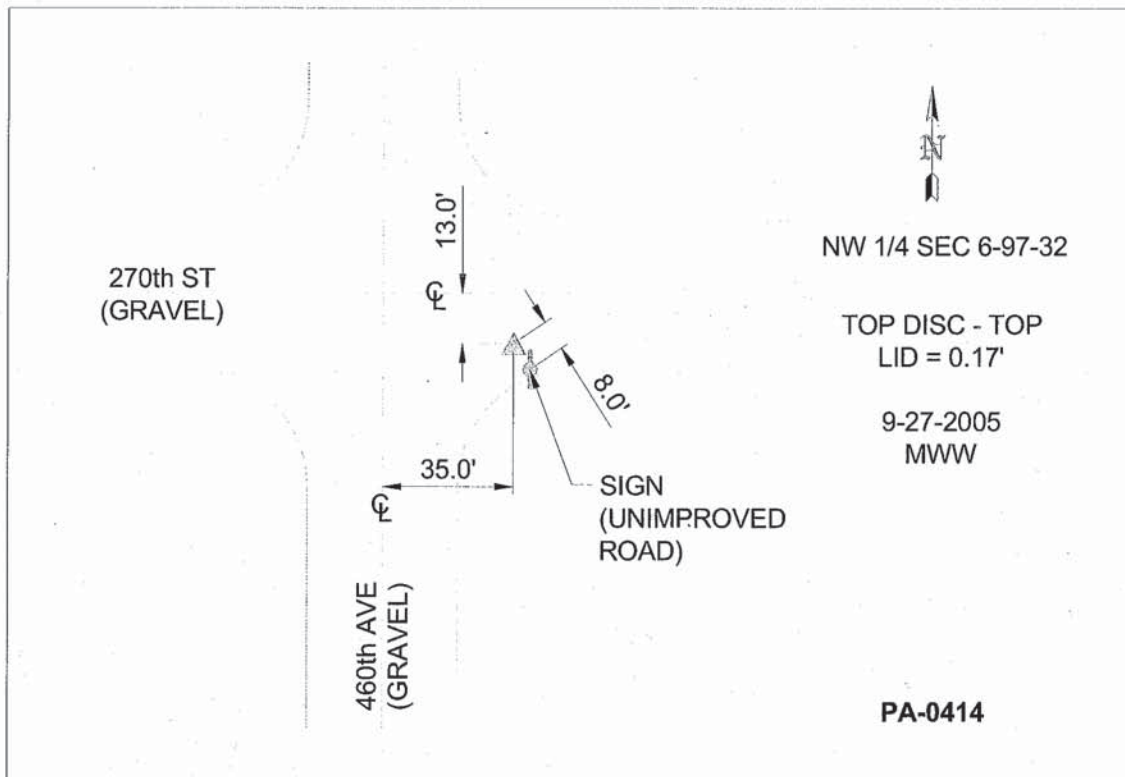 N
NW 1/4 SEC 6-97-32
270th ST
(GRAVEL)
13.0'
℄
TOP DISC - TOP
LID = 0.17'
8.0'
9-27-2005
MWW
35.0'
℄
SIGN
(UNIMPROVED
ROAD)
460th AVE
(GRAVEL)
PA-0414